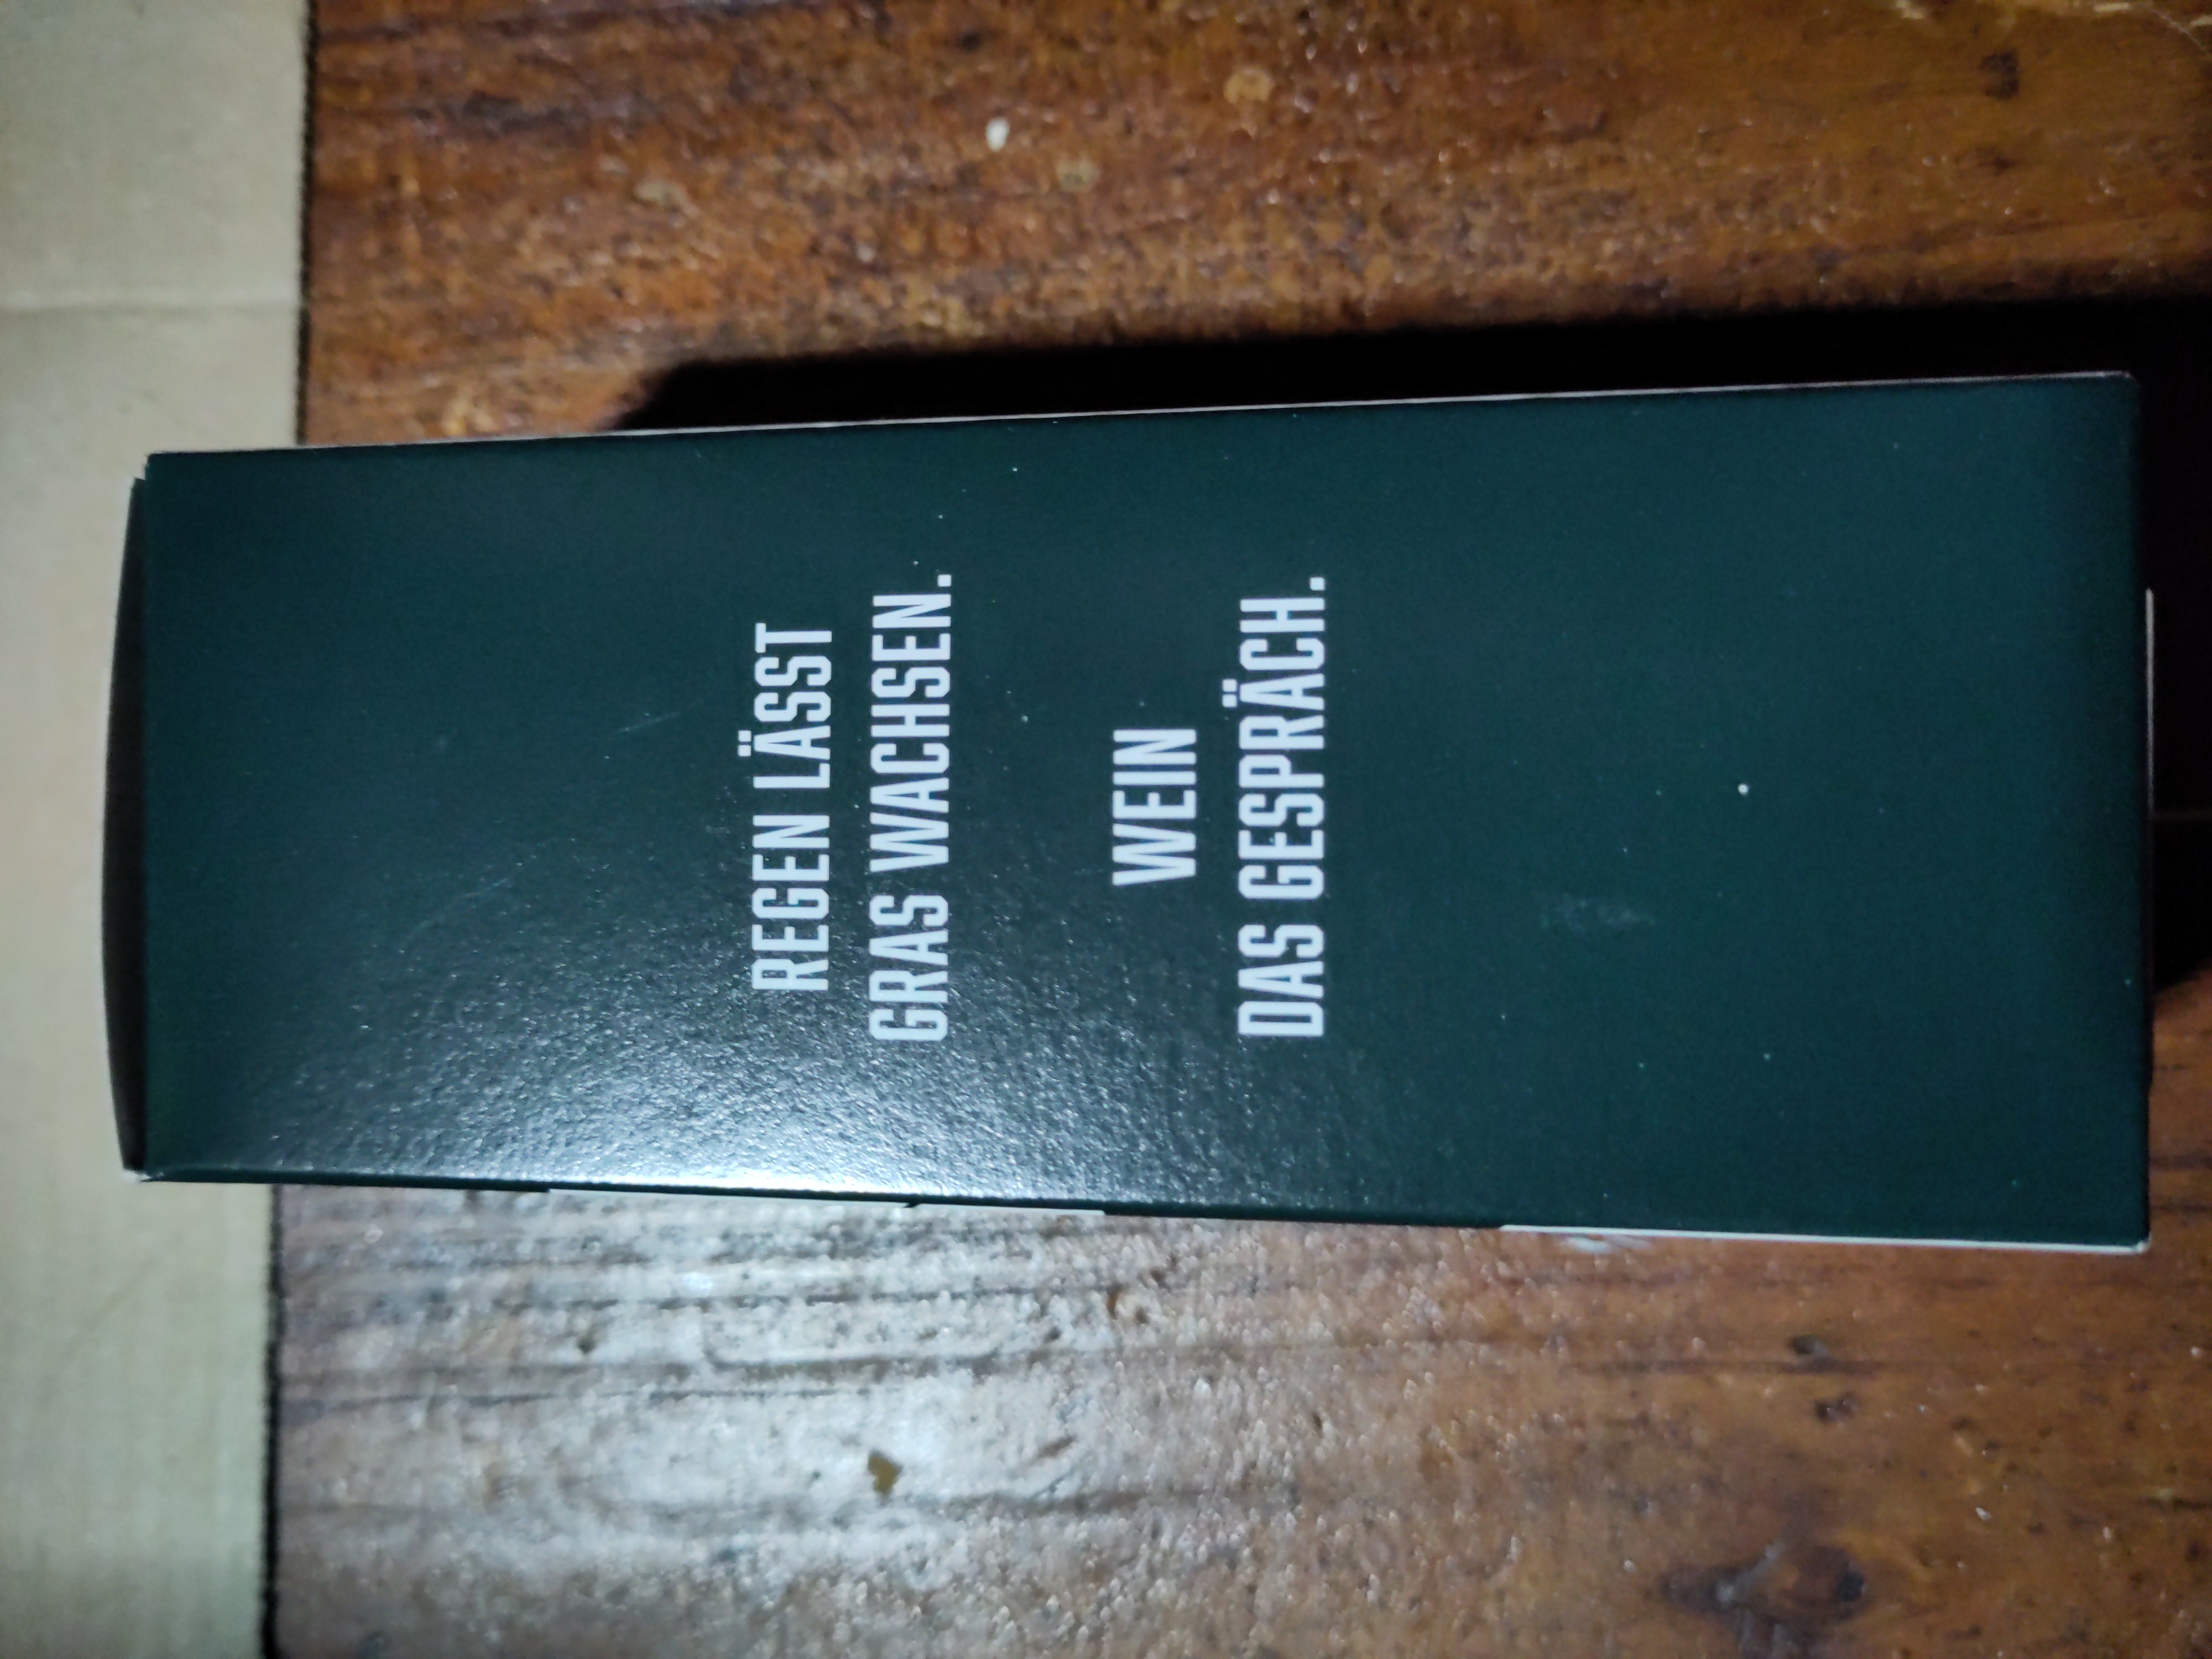 REGEN LÄSST
GRAS WACHSEN.
WEIN
DAS GESPRÄCH.